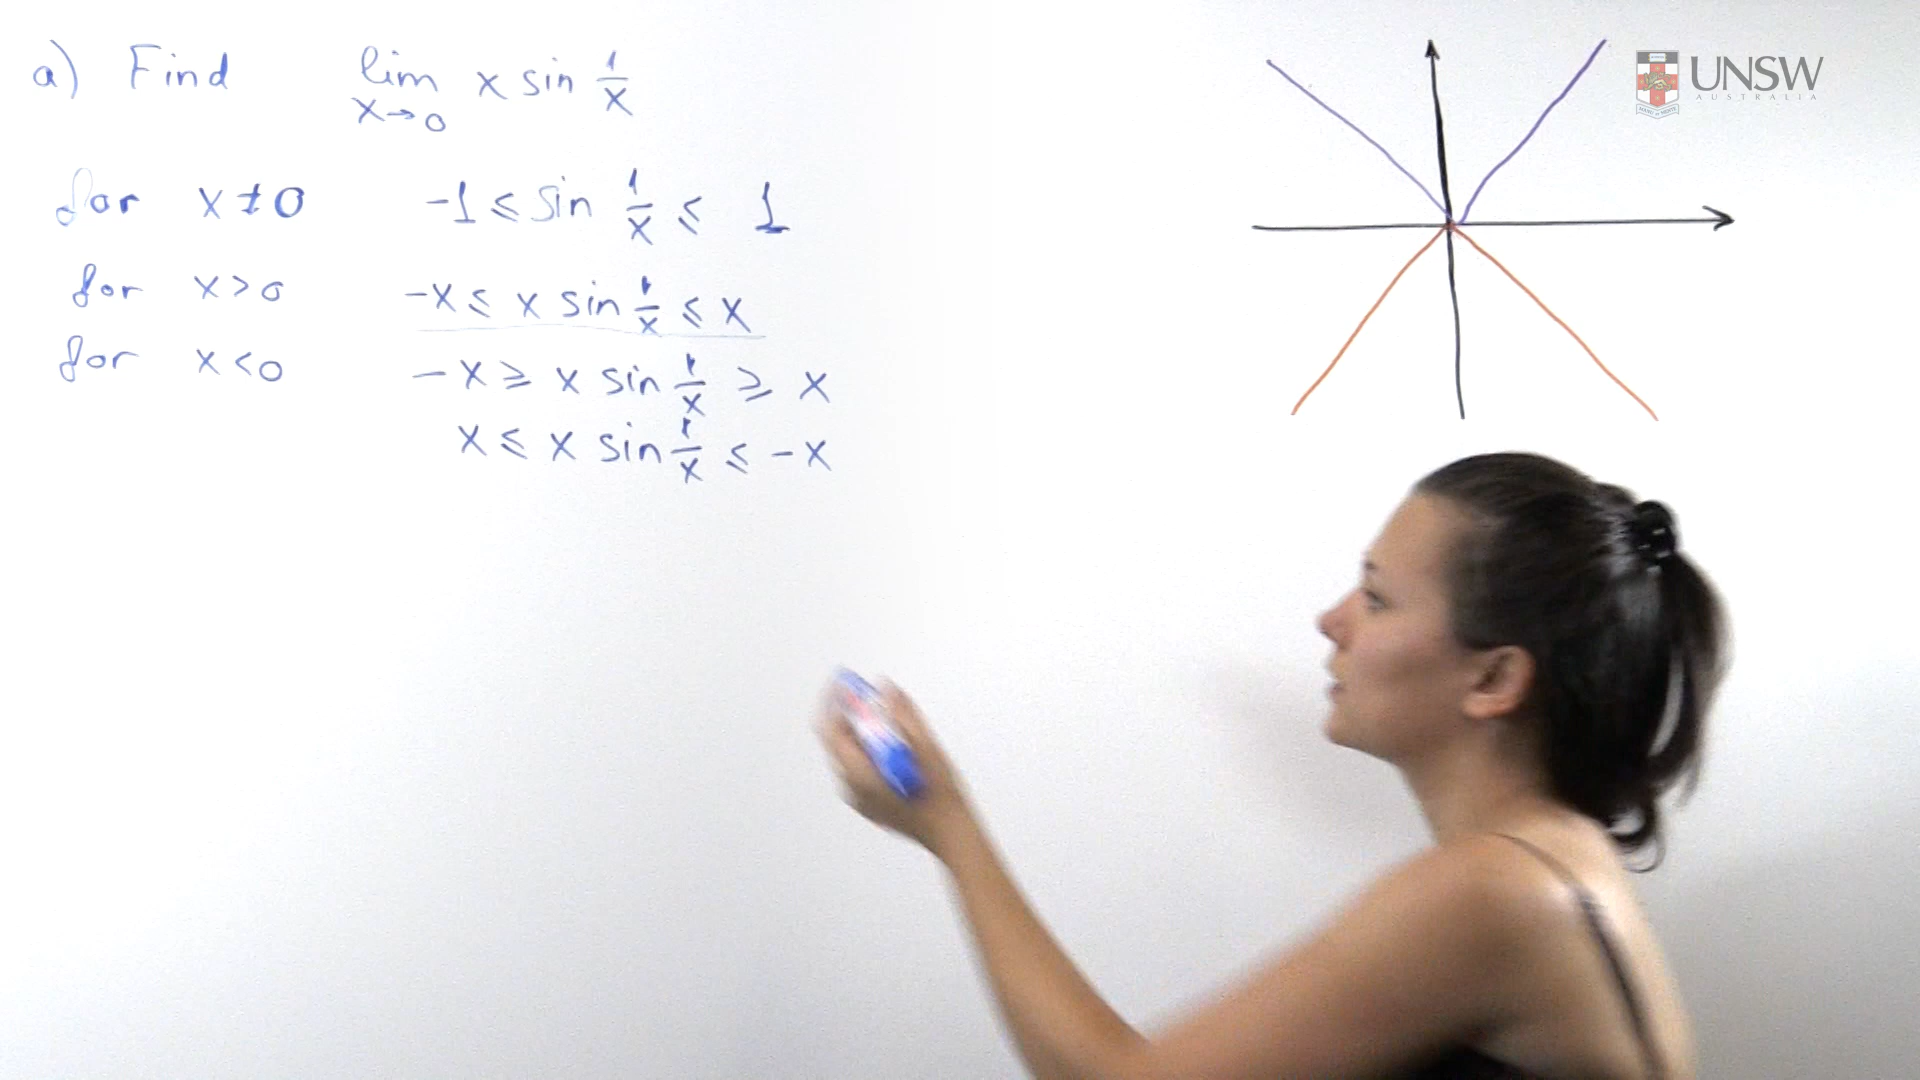 a) Find lim x→0 x sin 1/x
for x ≠ 0 -1 ≤ sin 1/x ≤ 1
for x > 0 -x ≤ x sin 1/x ≤ x
for x < 0 -x ≥ x sin 1/x ≥ x
x ≤ x sin 1/x ≤ -x
UNSW
AUSTRALIA